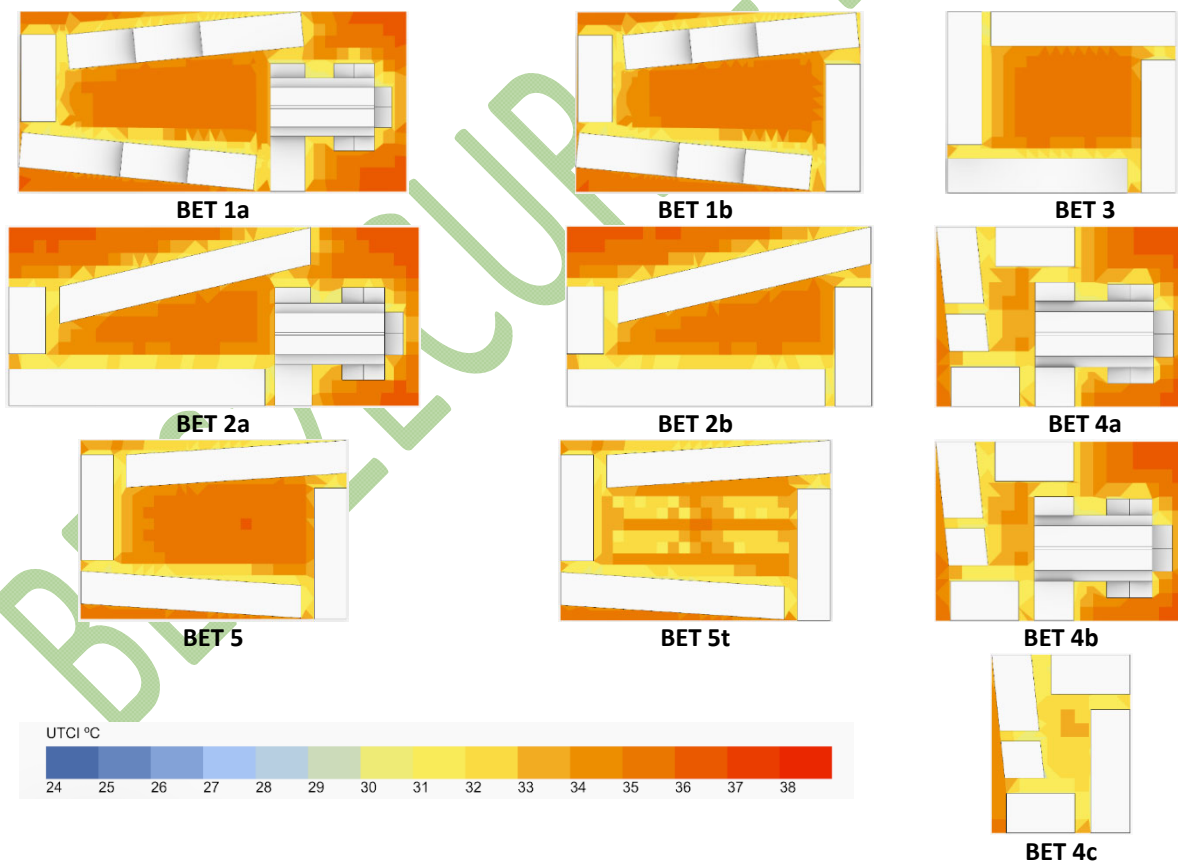 BET 1a
BET 1b
BET 3
BET 2a
BET 2b
BET 4a
BET 5
BET 5t
BET 4b
UTCI ºC
24 25 26 27 28 29 30 31 32 33 34 35 36 37 38
BET 4c